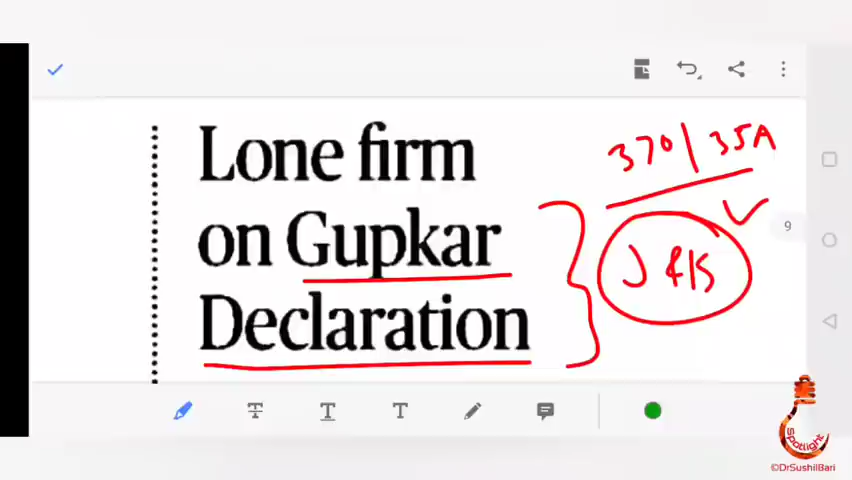 Lone firm
on Gupkar
Declaration
370/35A
J&K
9
T
T
T
Spotlight
©DrSushilBari